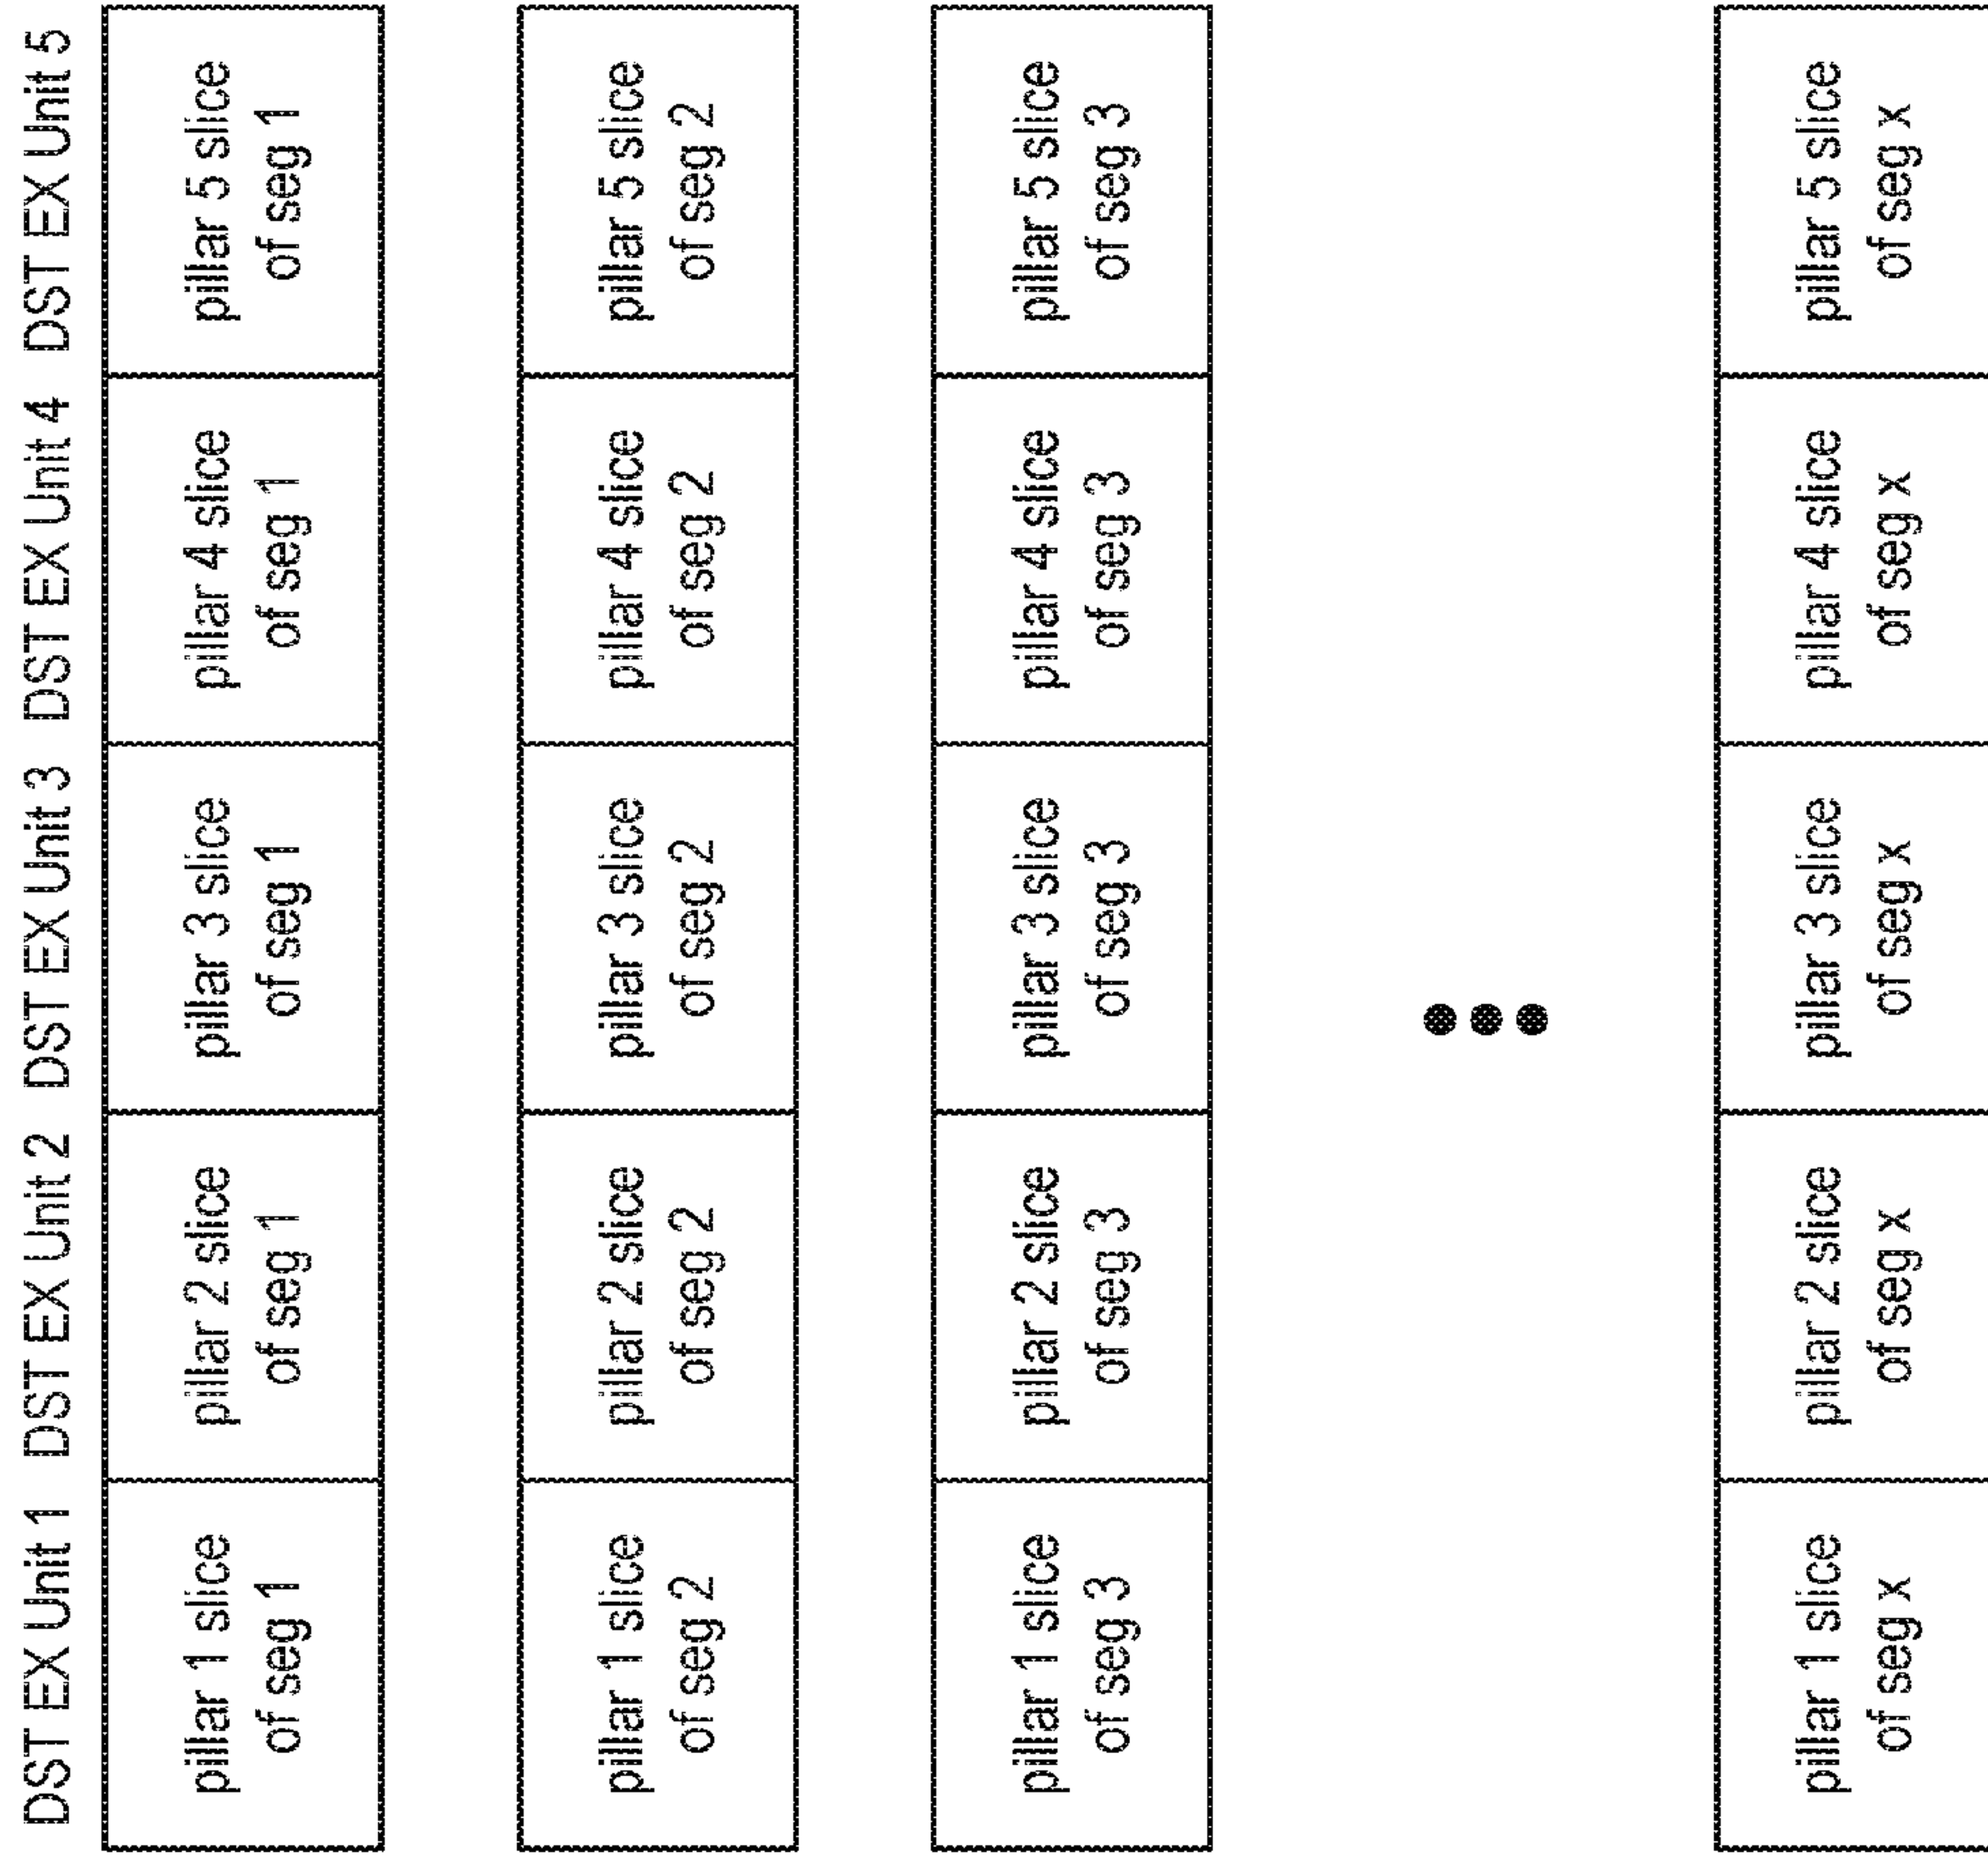 DST EX Unit 1 DST EX Unit 2 DST EX Unit 3 DST EX Unit 4 DST EX Unit 5
pillar 1 slice
of seg 1
pillar 2 slice
of seg 1
pillar 3 slice
of seg 1
pillar 4 slice
of seg 1
pillar 5 slice
of seg 1
pillar 1 slice
of seg 2
pillar 2 slice
of seg 2
pillar 3 slice
of seg 2
pillar 4 slice
of seg 2
pillar 5 slice
of seg 2
pillar 1 slice
of seg 3
pillar 2 slice
of seg 3
pillar 3 slice
of seg 3
pillar 4 slice
of seg 3
pillar 5 slice
of seg 3
pillar 1 slice
of seg x
pillar 2 slice
of seg x
pillar 3 slice
of seg x
pillar 4 slice
of seg x
pillar 5 slice
of seg x